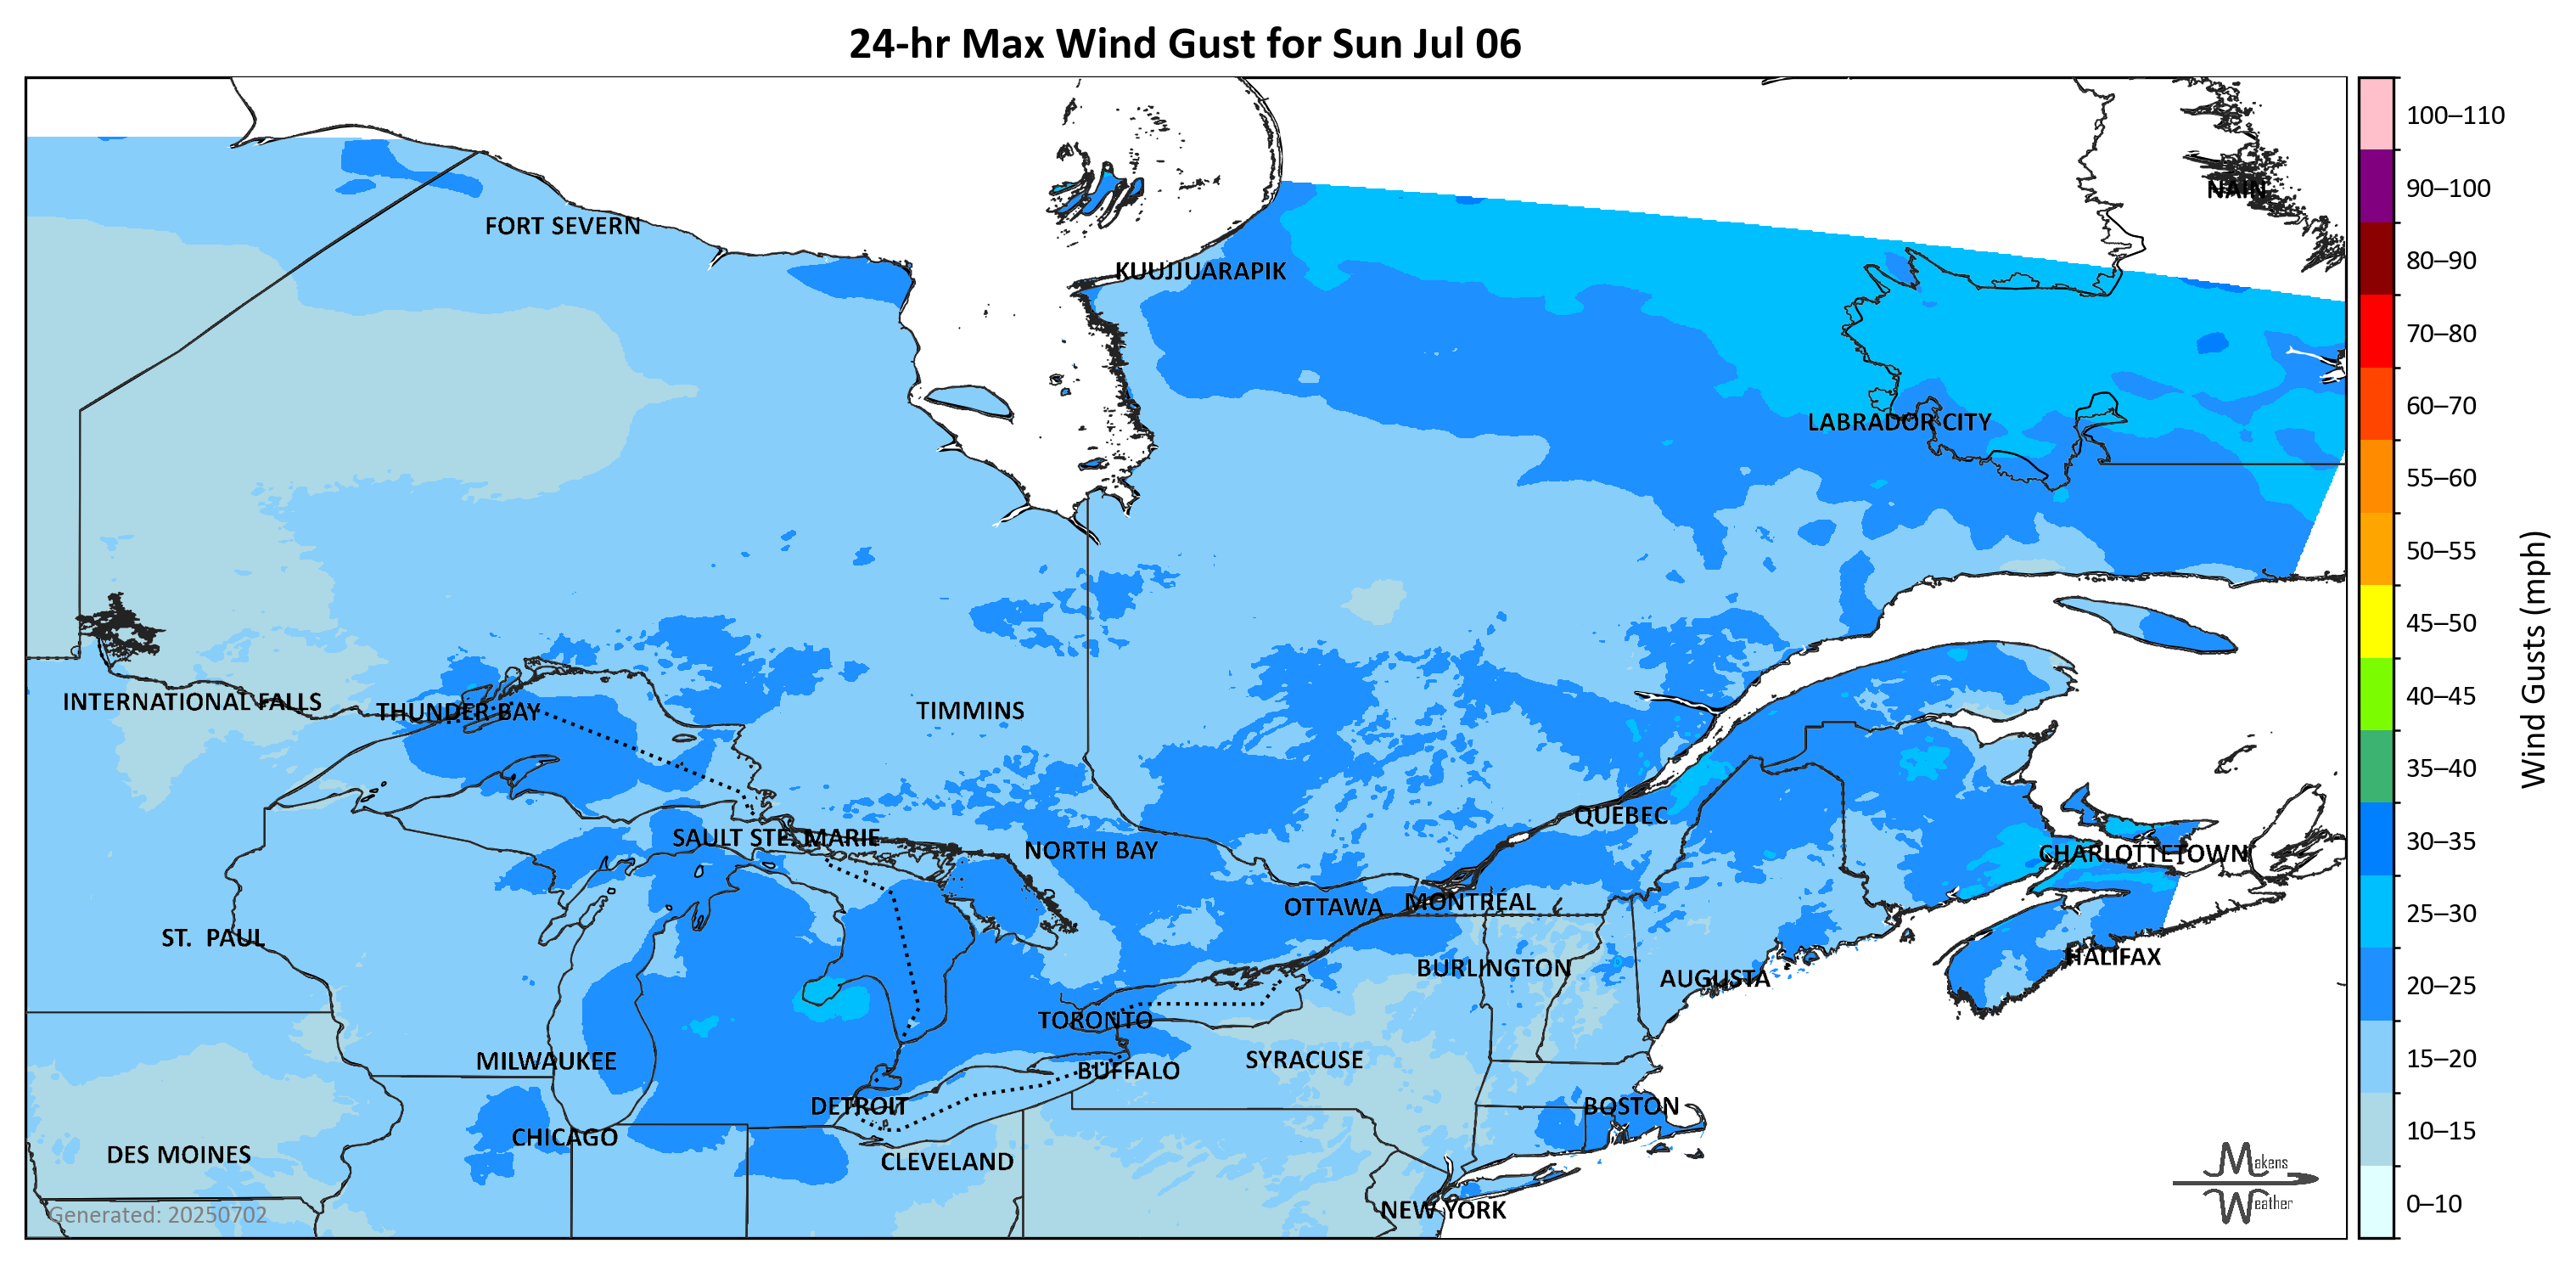 24-hr Max Wind Gust for Sun Jul 06
100–110
90–100
80–90
70–80
60–70
55–60
50–55
45–50
40–45
35–40
30–35
25–30
20–25
15–20
10–15
0–10
Wind Gusts (mph)
NAIN
FORT SEVERN
KUUJJUARAPIK
LABRADOR CITY
INTERNATIONAL FALLS
THUNDER BAY
TIMMINS
QUEBEC
SAULT STE. MARIE
NORTH BAY
CHARLOTTETOWN
OTTAWA
MONTRÉAL
ST. PAUL
HALIFAX
BURLINGTON
AUGUSTA
TORONTO
MILWAUKEE
SYRACUSE
BUFFALO
DETROIT
BOSTON
CHICAGO
DES MOINES
CLEVELAND
NEW YORK
Makens
Weather
Generated: 20250702